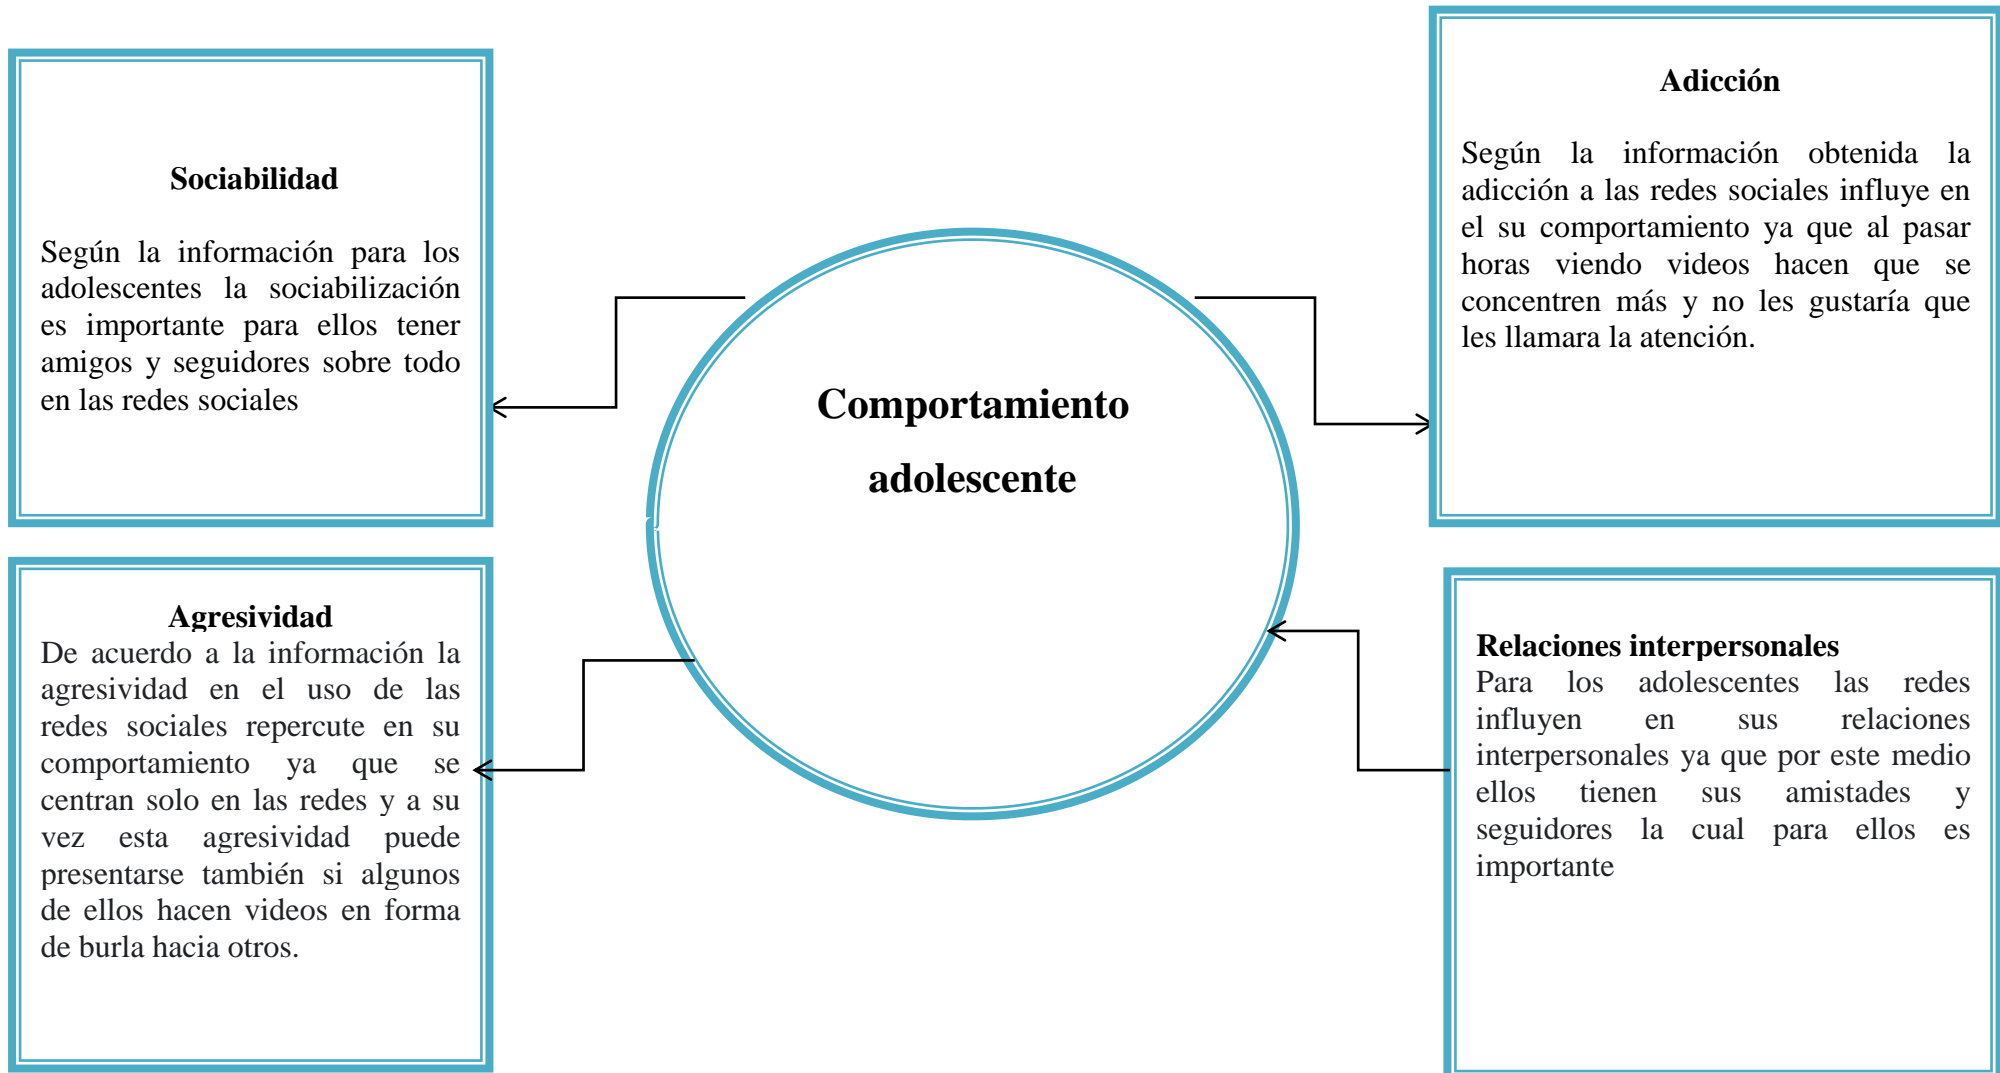 Sociabilidad
Según la información para los
adolescentes la sociabilización
es importante para ellos tener
amigos y seguidores sobre todo
en las redes sociales
Adicción
Según la información obtenida la
adicción a las redes sociales influye en
el su comportamiento ya que al pasar
horas viendo videos hacen que se
concentren más y no les gustaría que
les llamara la atención.
Comportamiento
adolescente
Agresividad
De acuerdo a la información la
agresividad en el uso de las
redes sociales repercute en su
comportamiento ya que se
centran solo en las redes y a su
vez esta agresividad puede
presentarse también si algunos
de ellos hacen videos en forma
de burla hacia otros.
Relaciones interpersonales
Para los adolescentes las redes
influyen en sus relaciones
interpersonales ya que por este medio
ellos tienen sus amistades y
seguidores la cual para ellos es
importante